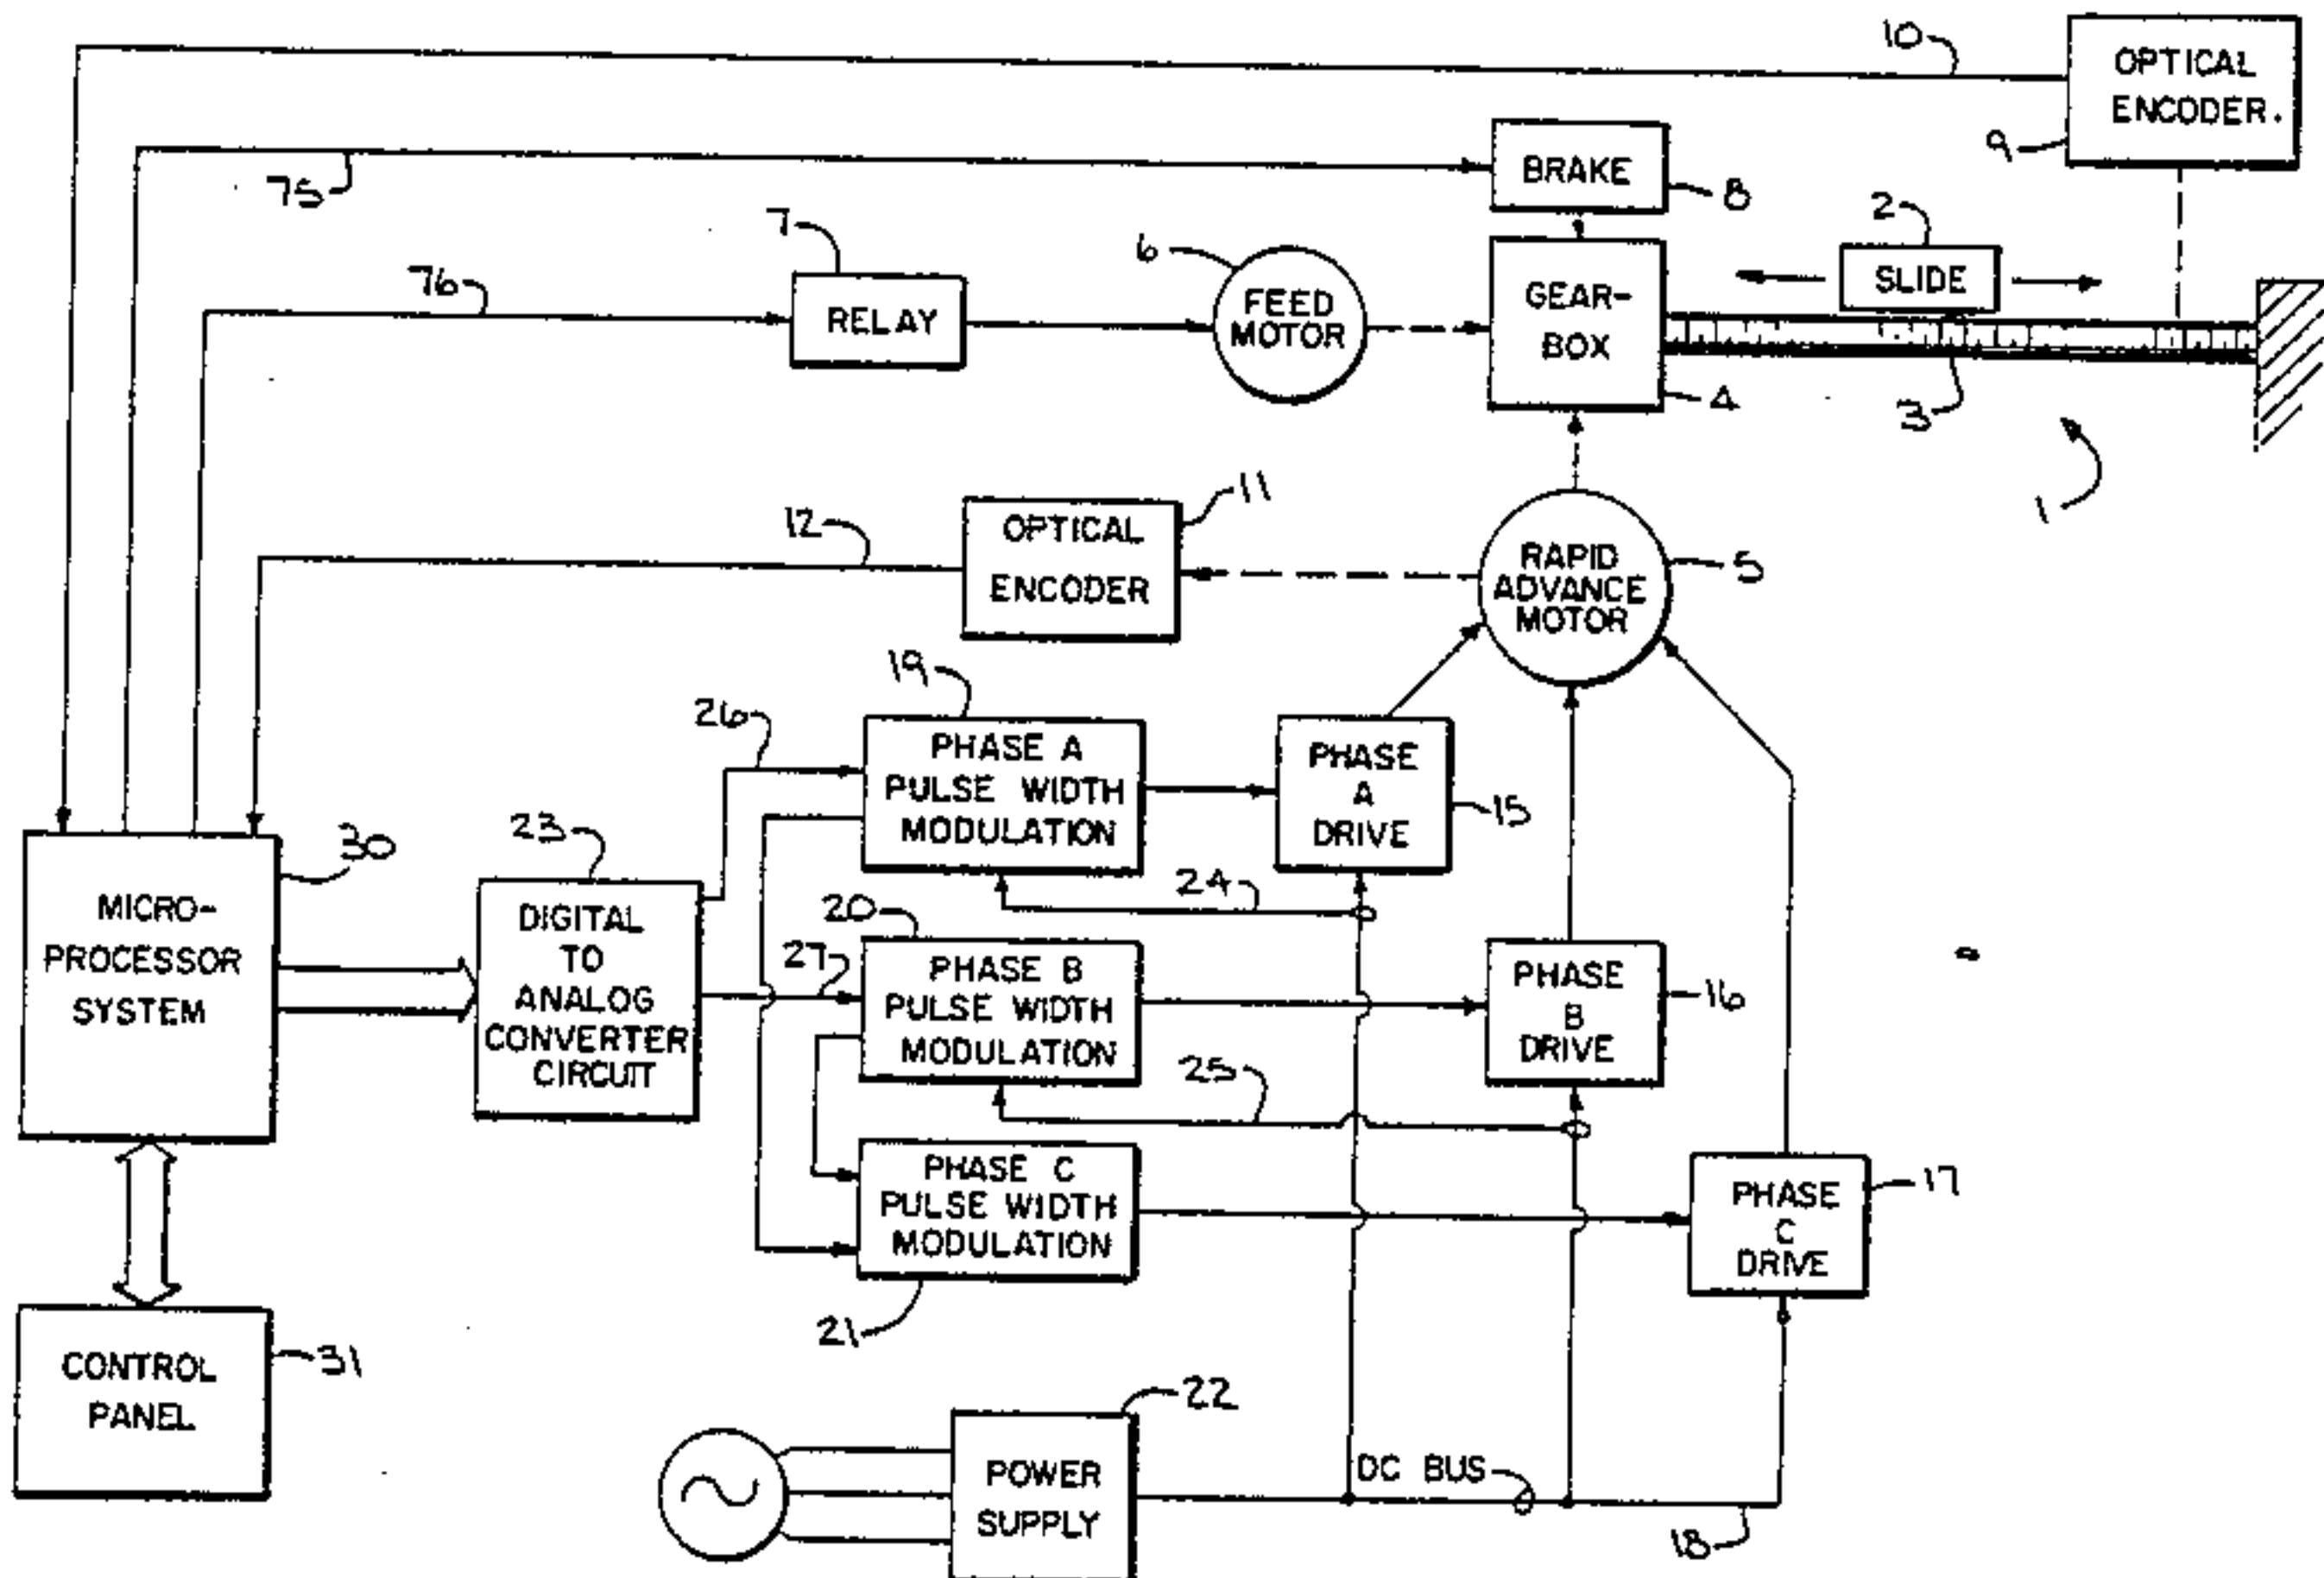 10
OPTICAL
ENCODER.
9
75
BRAKE
8
2
SLIDE
7
6
76
RELAY
FEED
MOTOR
GEAR-
BOX
4
3
1
12
OPTICAL
ENCODER
11
RAPID
ADVANCE
MOTOR
5
19
26
PHASE A
PULSE WIDTH
MODULATION
PHASE
A
DRIVE
15
30
MICRO-
PROCESSOR
SYSTEM
23
DIGITAL
TO
ANALOG
CONVERTER
CIRCUIT
24
20
27
PHASE B
PULSE WIDTH
MODULATION
PHASE
B
DRIVE
16
25
PHASE C
PULSE WIDTH
MODULATION
21
PHASE
C
DRIVE
17
CONTROL
PANEL
31
22
POWER
SUPPLY
DC BUS
18